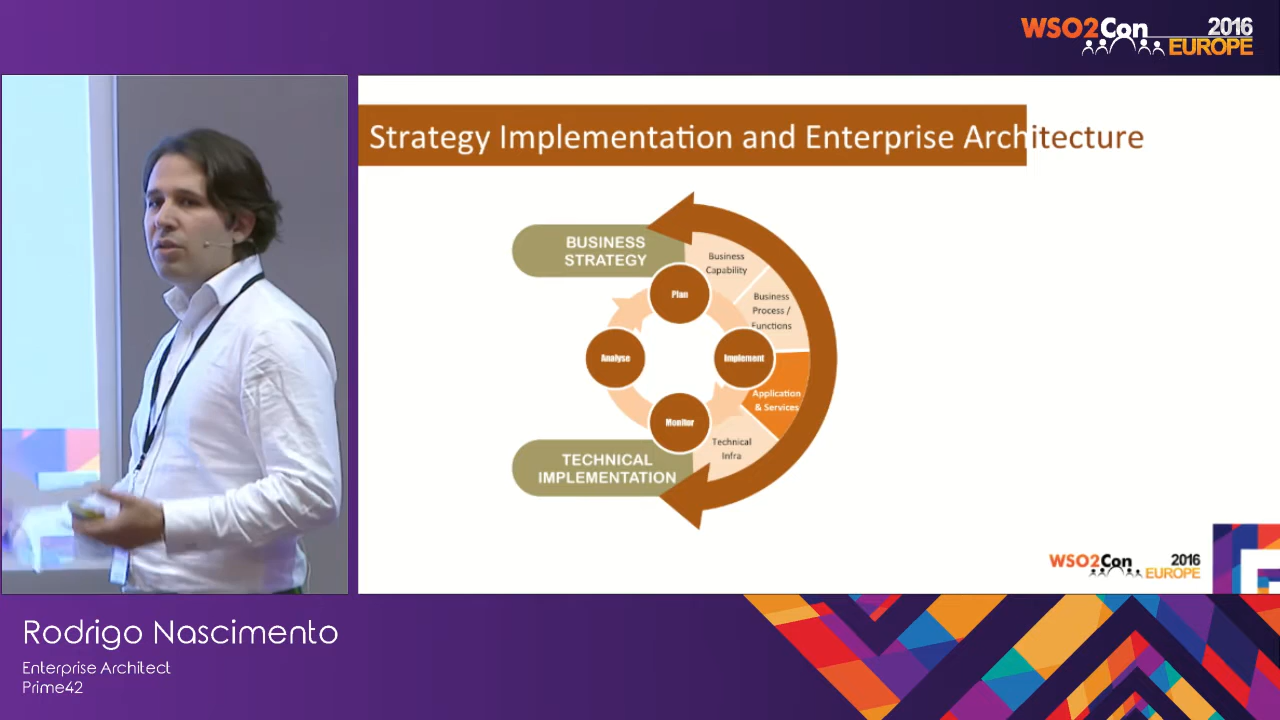 WSO2Con 2016
EUROPE
Strategy Implementation and Enterprise Architecture
BUSINESS
STRATEGY
Business
Capability
Business
Process /
Functions
Plan
Analyse
Implement
Application
& Services
Monitor
Technical
Infra
TECHNICAL
IMPLEMENTATION
WSO2Con 2016
EUROPE
Rodrigo Nascimento
Enterprise Architect
Prime42